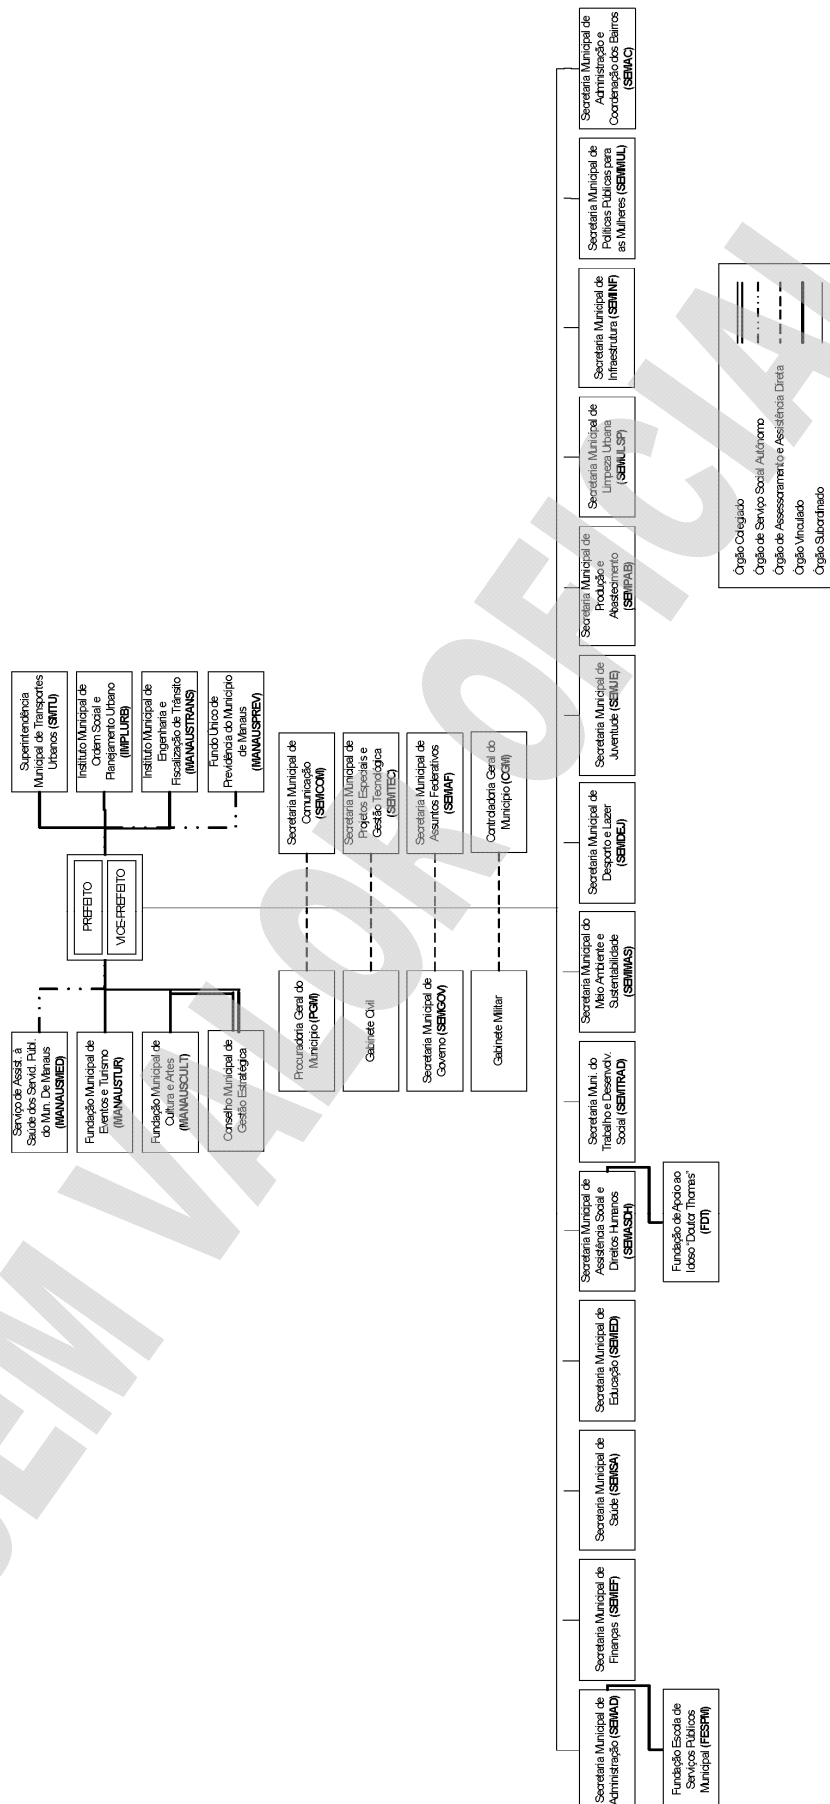 Serviço de Assist. à
Saúde dos Servid. Públ.
do Mun. De Manaus
(MANAUSMED)
Fundação Municipal de
Eventos e Turismo
(MANAUSTUR)
Fundação Municipal de
Cultura e Artes
(MANAUSCULT)
Conselho Municipal de
Gestão Estratégica
PREFEITO
VICE-PREFEITO
Superintendência
Municipal de Transportes
Urbanos (SMTU)
Instituto Municipal de
Ordem Social e
Planejamento Urbano
(IMPLURB)
Instituto Municipal de
Engenharia e
Fiscalização de Trânsito
(MANAUSTRANS)
Fundo Único de
Previdência do Município
de Manaus
(MANAUSPREV)
Procuradoria Geral do
Município (PGM)
Secretaria Municipal de
Comunicação
(SEMCOM)
Gabinete Civil
Secretaria Municipal de
Projetos Especiais e
Gestão Tecnológica
(SEMTEC)
Secretaria Municipal de
Governo (SEMGOV)
Secretaria Municipal de
Assuntos Federativos
(SEMAF)
Gabinete Militar
Controladoria Geral do
Município (CGM)
Secretaria Municipal de
Administração (SEMAD)
Secretaria Municipal de
Finanças (SEMEF)
Secretaria Municipal de
Saúde (SEMSA)
Secretaria Municipal de
Educação (SEMED)
Secretaria Municipal de
Assistência Social e
Direitos Humanos
(SEMASDH)
Secretaria Muni. do
Trabalho e Desenvolv.
Social (SEMTRAD)
Secretaria Municipal do
Meio Ambiente e
Sustentabilidade
(SEMMAS)
Secretaria Municipal de
Desporto e Lazer
(SEMDEJ)
Secretaria Municipal de
Juventude (SEMJE)
Secretaria Municipal de
Produção e
Abastecimento
(SEMPAB)
Secretaria Municipal de
Limpeza Urbana
(SEMULSP)
Secretaria Municipal de
Infraestrutura (SEMINF)
Secretaria Municipal de
Políticas Públicas para
as Mulheres (SEMMUL)
Secretaria Municipal de
Administração e
Coordenação dos Bairros
(SEMAC)
Fundação Escola de
Serviços Públicos
Municipal (FESPM)
Fundação de Apoio ao
Idoso "Doutor Thomas"
(FDT)
Órgão Colegiado
Órgão de Serviço Social Autônomo
Órgão de Assessoramento e Assistência Direta
Órgão Vinculado
Órgão Subordinado
SEM VALOR OFICIAL